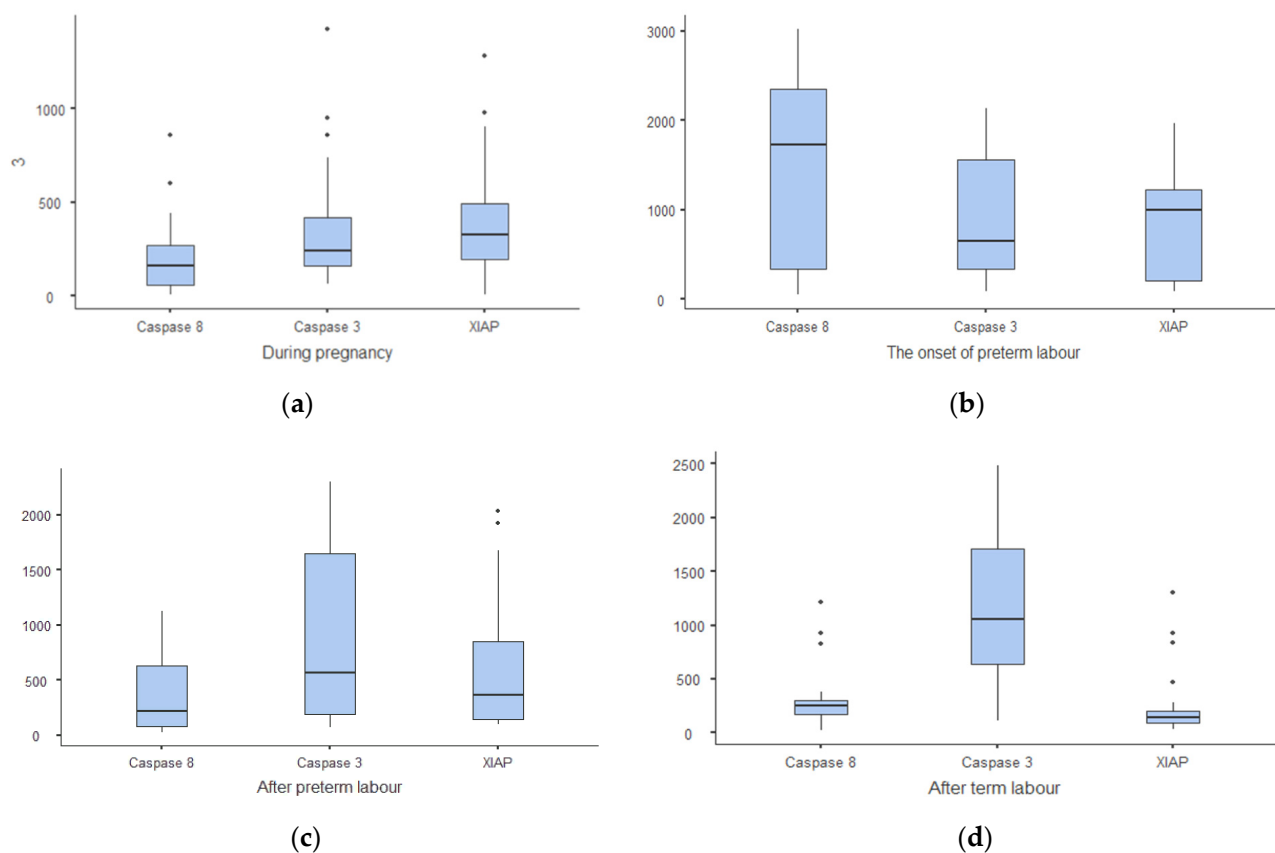 1000
500
0
3
Caspase 8 Caspase 3 XIAP
During pregnancy
(a)
3000
2000
1000
0
Caspase 8 Caspase 3 XIAP
The onset of preterm labour
(b)
2000
1500
1000
500
0
Caspase 8 Caspase 3 XIAP
After preterm labour
(c)
2500
2000
1500
1000
500
0
Caspase 8 Caspase 3 XIAP
After term labour
(d)